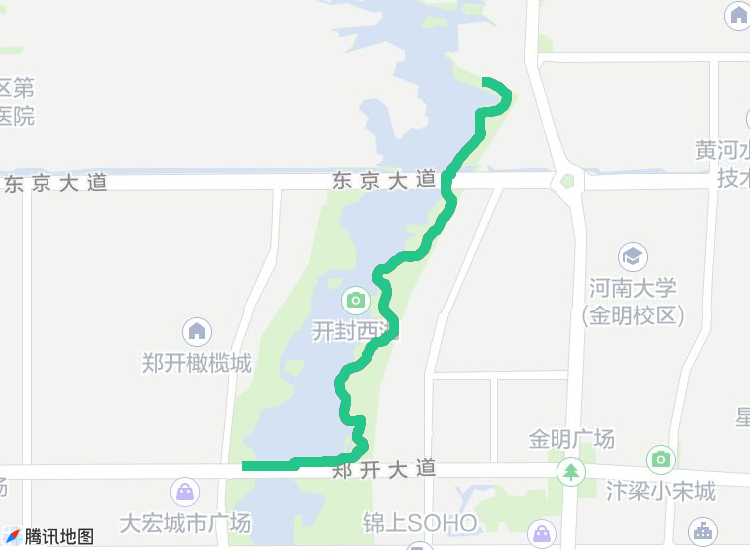 区第
医院
黄河水
技术
东京大道
东京大道
河南大学
(金明校区)
开封西湖
郑开橄榄城
星
金明广场
郑开大道
汴梁小宋城
场
大宏城市广场
锦上SOHO
腾讯地图